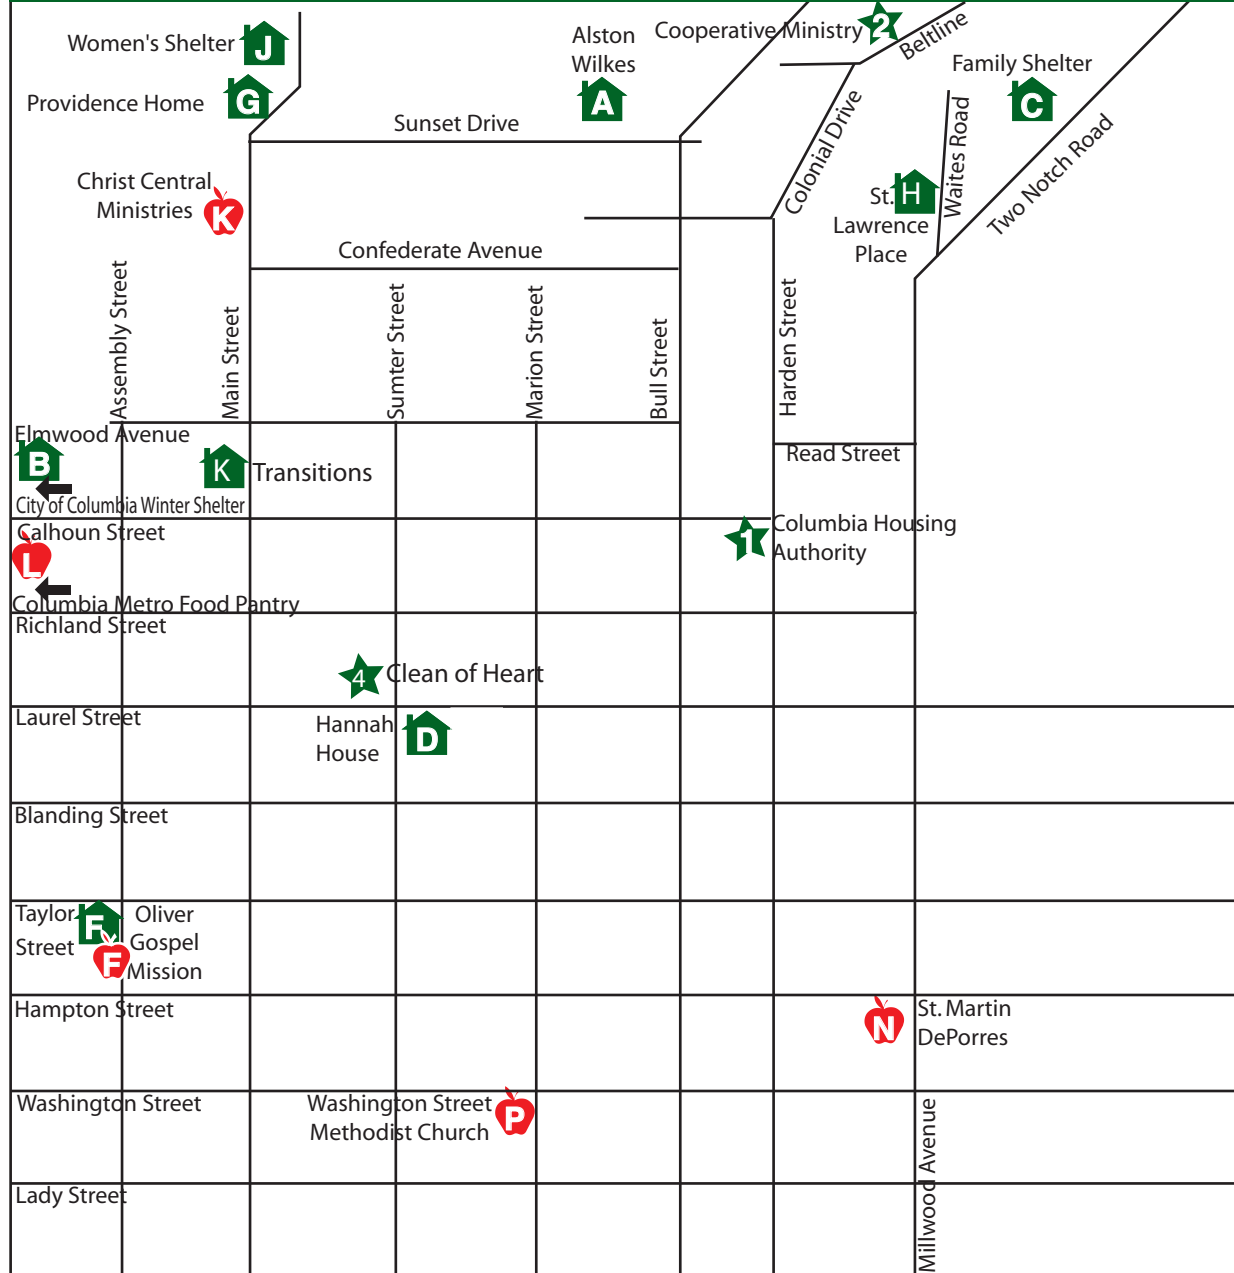 Women's Shelter
J
Providence Home
G
Alston
Wilkes
A
Cooperative Ministry
2
Beltline
Family Shelter
C
Sunset Drive
Colonial Drive
Waites Road
Two Notch Road
Christ Central
Ministries
K
St.
H
Lawrence
Place
Confederate Avenue
Assembly Street
Main Street
Sumter Street
Marion Street
Bull Street
Harden Street
Elmwood Avenue
B
City of Columbia Winter Shelter
K
Transitions
Read Street
Calhoun Street
L
Columbia Metro Food Pantry
1
Columbia Housing
Authority
Richland Street
4
Clean of Heart
Laurel Street
Hannah
House
D
Blanding Street
Taylor
Street
F
F
Oliver
Gospel
Mission
Hampton Street
N
St. Martin
DePorres
Washington Street
Washington Street
Methodist Church
P
Millwood Avenue
Lady Street